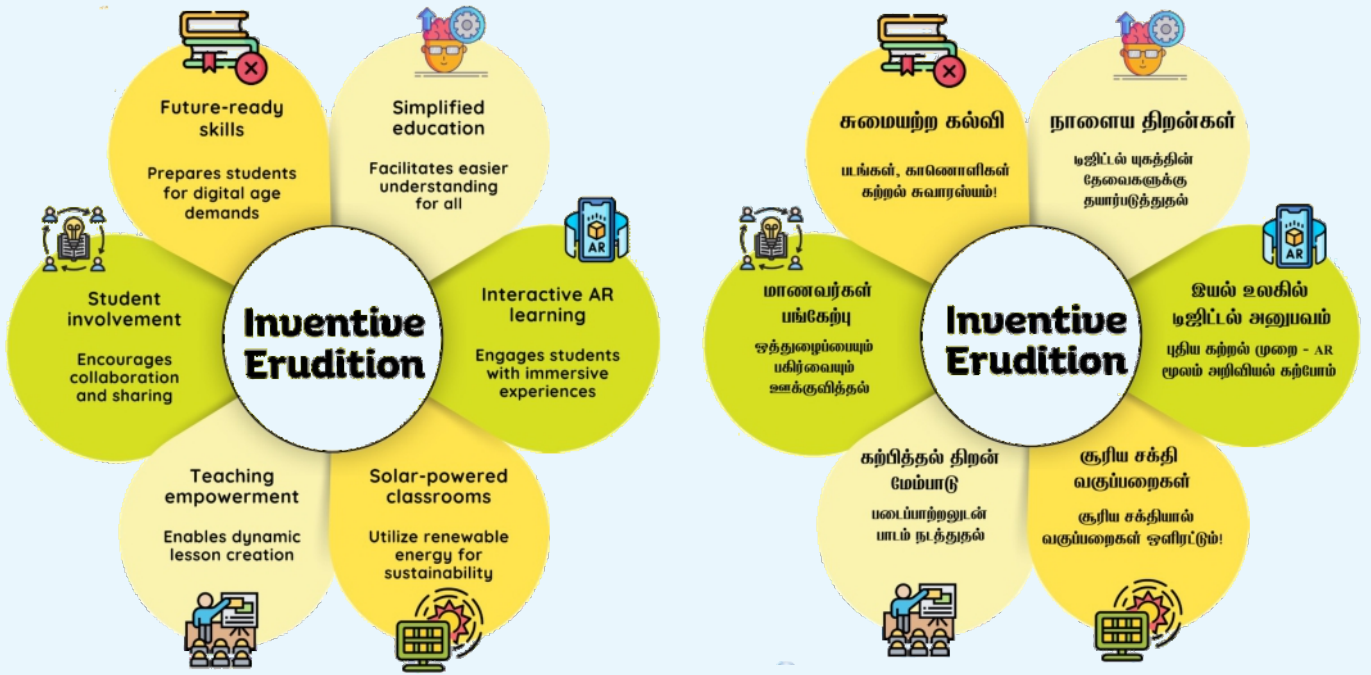 Future-ready
skills
Prepares students
for digital age
demands
Simplified
education
Facilitates easier
understanding
for all
Student
involvement
Encourages
collaboration
and sharing
Inventive
Erudition
Interactive AR
learning
Engages students
with immersive
experiences
AR
Teaching
empowerment
Enables dynamic
lesson creation
Solar-powered
classrooms
Utilize renewable
energy for
sustainability
சுமையற்ற கல்வி
படங்கள், காணொளிகள்
கற்றல் சுவாரஸ்யம்!
நாளைய திறன்கள்
டிஜிட்டல் யுகத்தின்
தேவைகளுக்கு
தயார்படுத்துதல்
மாணவர்கள்
பங்கேற்பு
ஒத்துழைப்பையும்
பகிர்வையும்
ஊக்குவித்தல்
Inventive
Erudition
AR
இயல் உலகில்
டிஜிட்டல் அனுபவம்
புதிய கற்றல் முறை - AR
மூலம் அறிவியல் கற்போம்
கற்பித்தல் திறன்
மேம்பாடு
படைப்பாற்றலுடன்
பாடம் நடத்துதல்
சூரிய சக்தி
வகுப்பறைகள்
சூரிய சக்தியால்
வகுப்பறைகள் ஒளிரட்டும்!